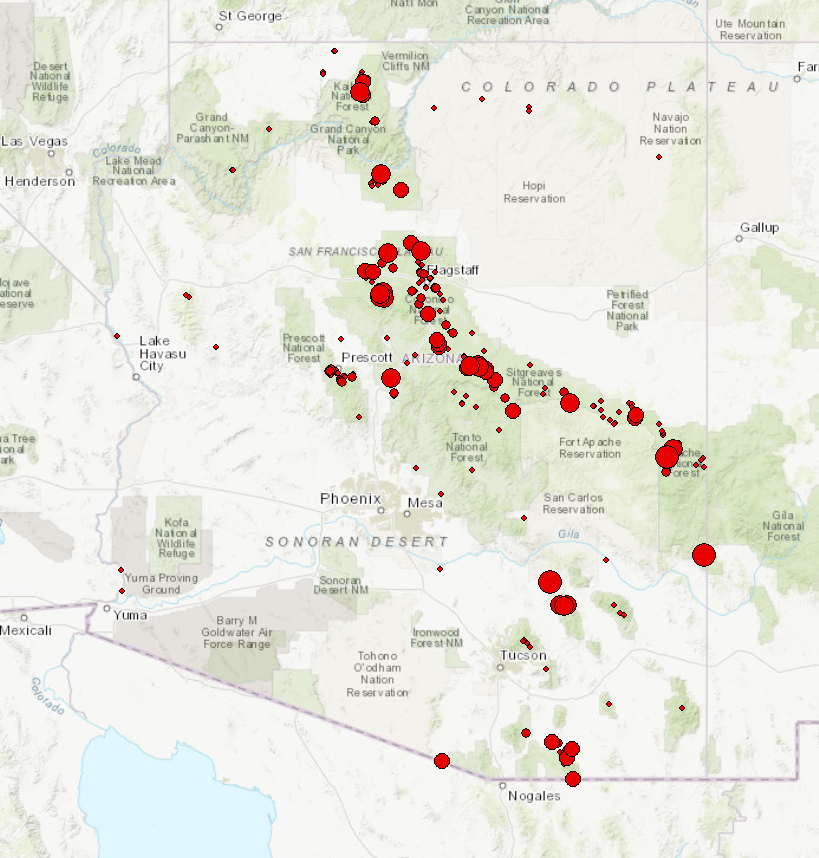 St George
Nat'l Mon
Glen
Canyon National
Recreation Area
Ute Mountain
Reservation
Desert
National
Wildlife
Refuge
Vermilion
Cliffs NM
Far
COLORADO PLATEAU
Forest
Grand
Canyon-
Parashant NM
Grand Canyon
National
Park
Navajo
Nation
Reservation
Las Vegas
Colorado
Lake Mead
National
Recreation Area
Henderson
Hopi
Reservation
Gallup
SAN FRANCISCO
Flagstaff
National
Petrified
Forest
National
Park
Lake
Havasu
City
Prescott
National
Forest
Prescott
ARIZONA
Sitgreaves
National
Forest
Tonto
National
Forest
Fort Apache
Reservation
Forest
Phoenix
Mesa
San Carlos
Reservation
Gila
National
Forest
Kofa
National
Wildlife
Refuge
SONORAN DESERT
Gila
Yuma Proving
Ground
Sonoran
Desert NM
Yuma
Mexicali
Barry M
Goldwater Air
Force Range
Ironwood
Forest NM
Tohono
O'odham
Nation
Reservation
Tucson
Colorado
Nogales